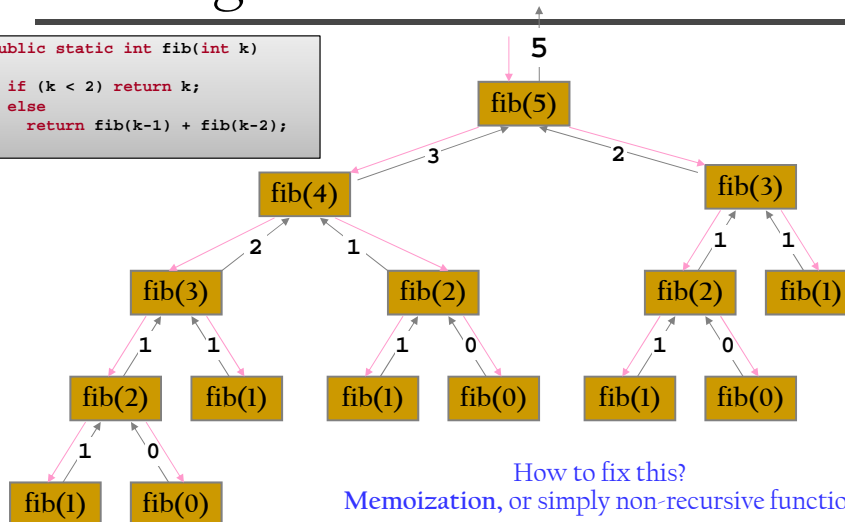 ublic static int fib(int k)
if (k < 2) return k;
else
return fib(k-1) + fib(k-2);
5
fib(5)
3
2
fib(4)
fib(3)
2
1
1
1
fib(3)
fib(2)
fib(2)
fib(1)
1
1
1
0
1
0
fib(2)
fib(1)
fib(1)
fib(0)
fib(1)
fib(0)
1
0
fib(1)
fib(0)
How to fix this?
Memoization, or simply non-recursive functio